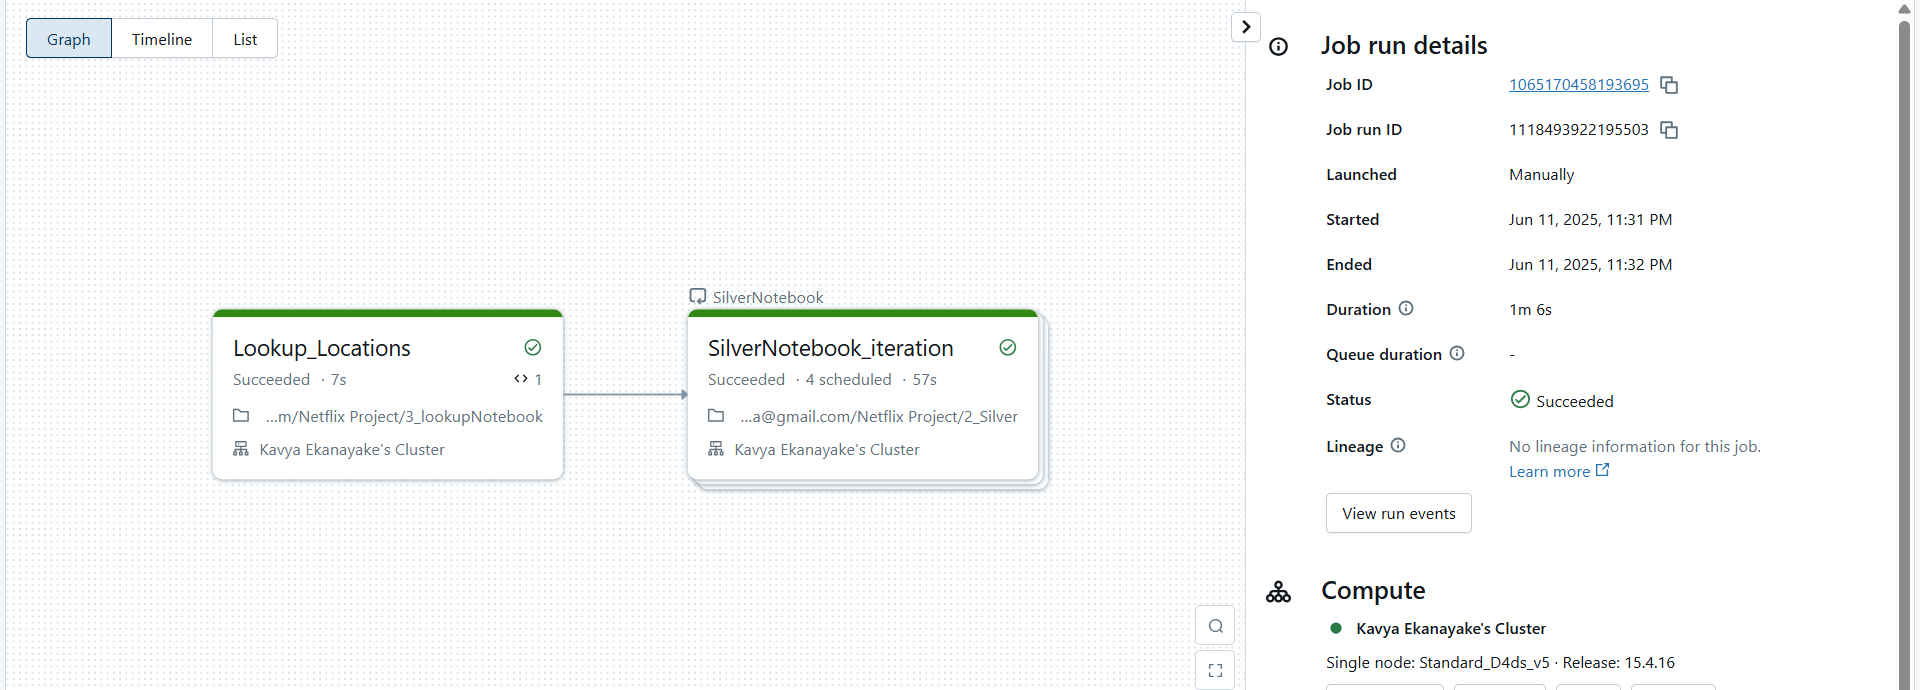 Graph Timeline List
SilverNotebook
Lookup_Locations
Succeeded · 7s <> 1
...m/Netflix Project/3_lookupNotebook
Kavya Ekanayake's Cluster
SilverNotebook_iteration
Succeeded · 4 scheduled · 57s
...a@gmail.com/Netflix Project/2_Silver
Kavya Ekanayake's Cluster
Job run details
Job ID 1065170458193695
Job run ID 1118493922195503
Launched Manually
Started Jun 11, 2025, 11:31 PM
Ended Jun 11, 2025, 11:32 PM
Duration 1m 6s
Queue duration -
Status Succeeded
Lineage No lineage information for this job.
Learn more
View run events
Compute
Kavya Ekanayake's Cluster
Single node: Standard_D4ds_v5 · Release: 15.4.16